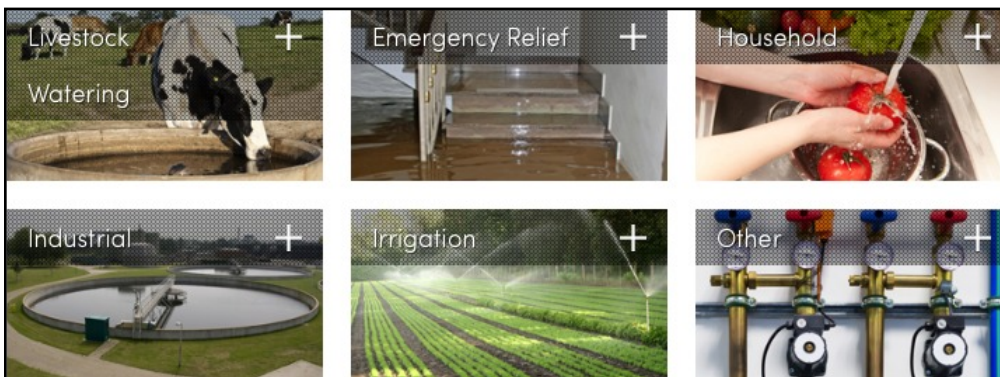 Livestock
Watering
Emergency Relief
Household
Industrial
Irrigation
Other